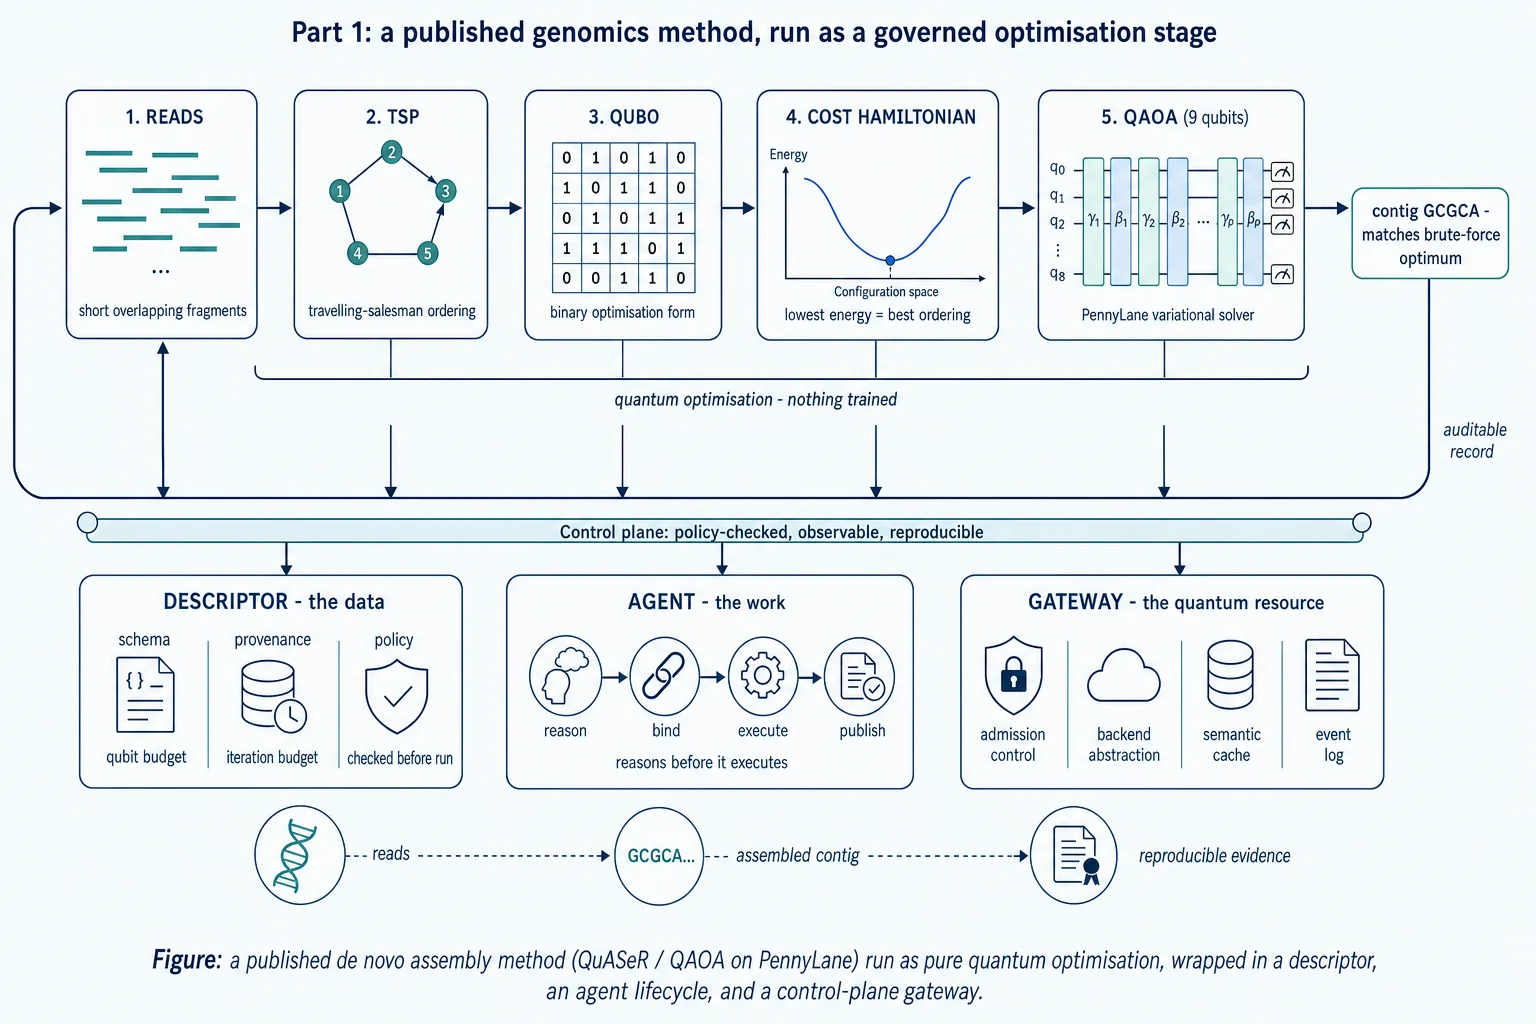 Part 1: a published genomics method, run as a governed optimisation stage
1. READS
...
short overlapping fragments
2. TSP
2
1
3
4
5
travelling-salesman ordering
3. QUBO
0 1 0 1 0
1 0 1 1 0
0 1 0 1 1
1 1 1 0 1
0 0 1 1 0
binary optimisation form
4. COST HAMILTONIAN
Energy
Configuration space
lowest energy = best ordering
5. QAOA (9 qubits)
q0
q1
q2
⋮
q8
γ1 β1 γ2 β2 ... γp βp
PennyLane variational solver
contig GCGCA -
matches brute-force
optimum
quantum optimisation - nothing trained
auditable
record
Control plane: policy-checked, observable, reproducible
DESCRIPTOR - the data
schema
provenance
policy
{ }
qubit budget
iteration budget
checked before run
AGENT - the work
reason
bind
execute
publish
reasons before it executes
GATEWAY - the quantum resource
admission
control
backend
abstraction
semantic
cache
event
log
reads
GCGCA...
assembled contig
reproducible evidence
Figure: a published de novo assembly method (QuASeR / QAOA on PennyLane) run as pure quantum optimisation, wrapped in a descriptor,
an agent lifecycle, and a control-plane gateway.